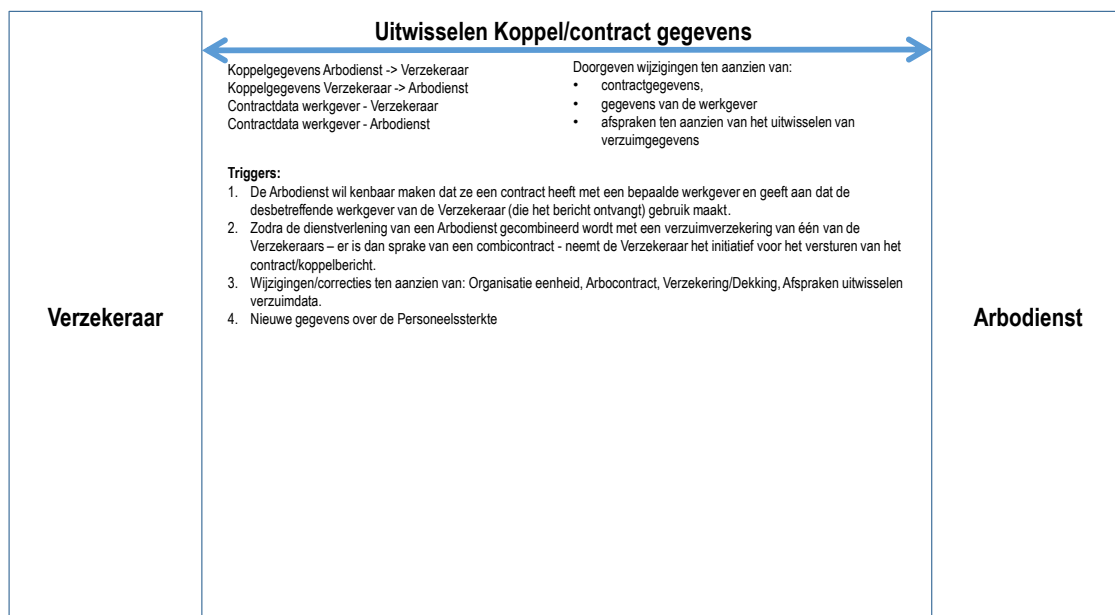 Uitwisselen Koppel/contract gegevens
Koppelgegevens Arbodienst -> Verzekeraar
Koppelgegevens Verzekeraar -> Arbodienst
Contractdata werkgever - Verzekeraar
Contractdata werkgever - Arbodienst
Doorgeven wijzigingen ten aanzien van:
• contractgegevens,
• gegevens van de werkgever
• afspraken ten aanzien van het uitwisselen van
verzuimgegevens
Triggers:
1. De Arbodienst wil kenbaar maken dat ze een contract heeft met een bepaalde werkgever en geeft aan dat de
desbetreffende werkgever van de Verzekeraar (die het bericht ontvangt) gebruik maakt.
2. Zodra de dienstverlening van een Arbodienst gecombineerd wordt met een verzuimverzekering van één van de
Verzekeraars – er is dan sprake van een combicontract - neemt de Verzekeraar het initiatief voor het versturen van het
contract/koppelbericht.
3. Wijzigingen/correcties ten aanzien van: Organisatie eenheid, Arbocontract, Verzekering/Dekking, Afspraken uitwisselen
verzuimdata.
4. Nieuwe gegevens over de Personeelssterkte
Verzekeraar
Arbodienst